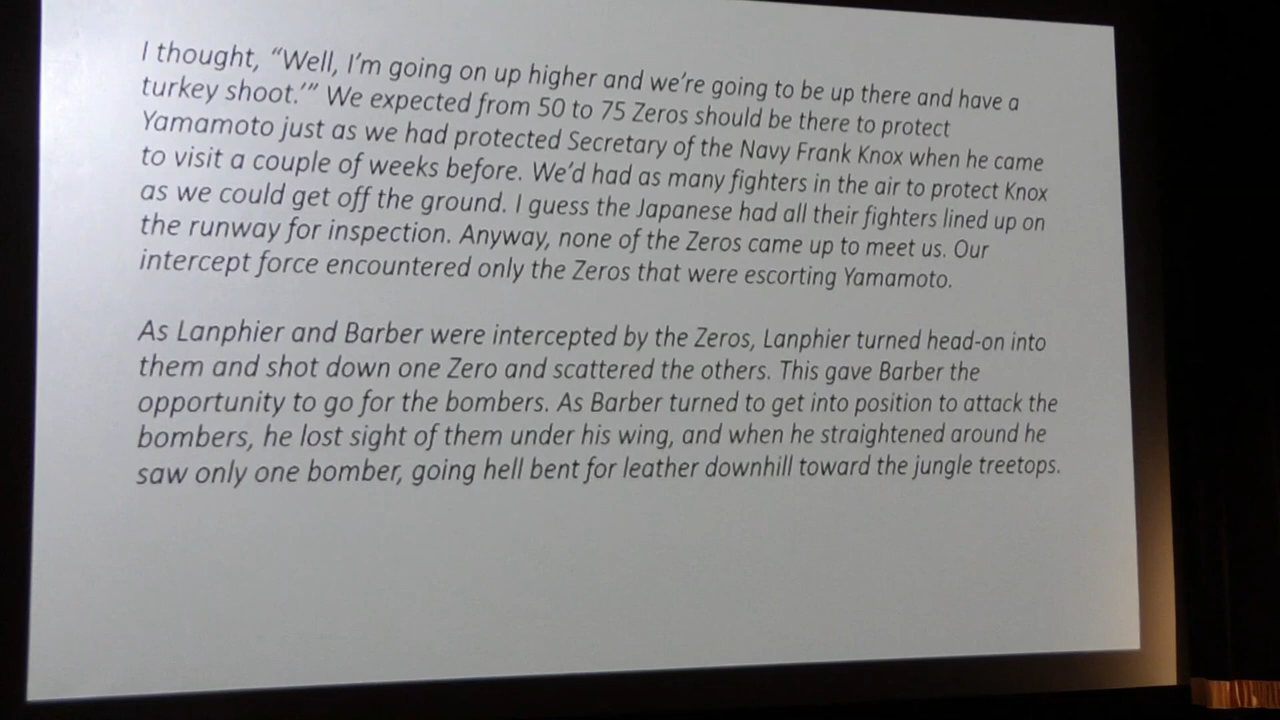 I thought, “Well, I’m going on up higher and we’re going to be up there and have a
turkey shoot.’” We expected from 50 to 75 Zeros should be there to protect
Yamamoto just as we had protected Secretary of the Navy Frank Knox when he came
to visit a couple of weeks before. We’d had as many fighters in the air to protect Knox
as we could get off the ground. I guess the Japanese had all their fighters lined up on
the runway for inspection. Anyway, none of the Zeros came up to meet us. Our
intercept force encountered only the Zeros that were escorting Yamamoto.
As Lanphier and Barber were intercepted by the Zeros, Lanphier turned head-on into
them and shot down one Zero and scattered the others. This gave Barber the
opportunity to go for the bombers. As Barber turned to get into position to attack the
bombers, he lost sight of them under his wing, and when he straightened around he
saw only one bomber, going hell bent for leather downhill toward the jungle treetops.